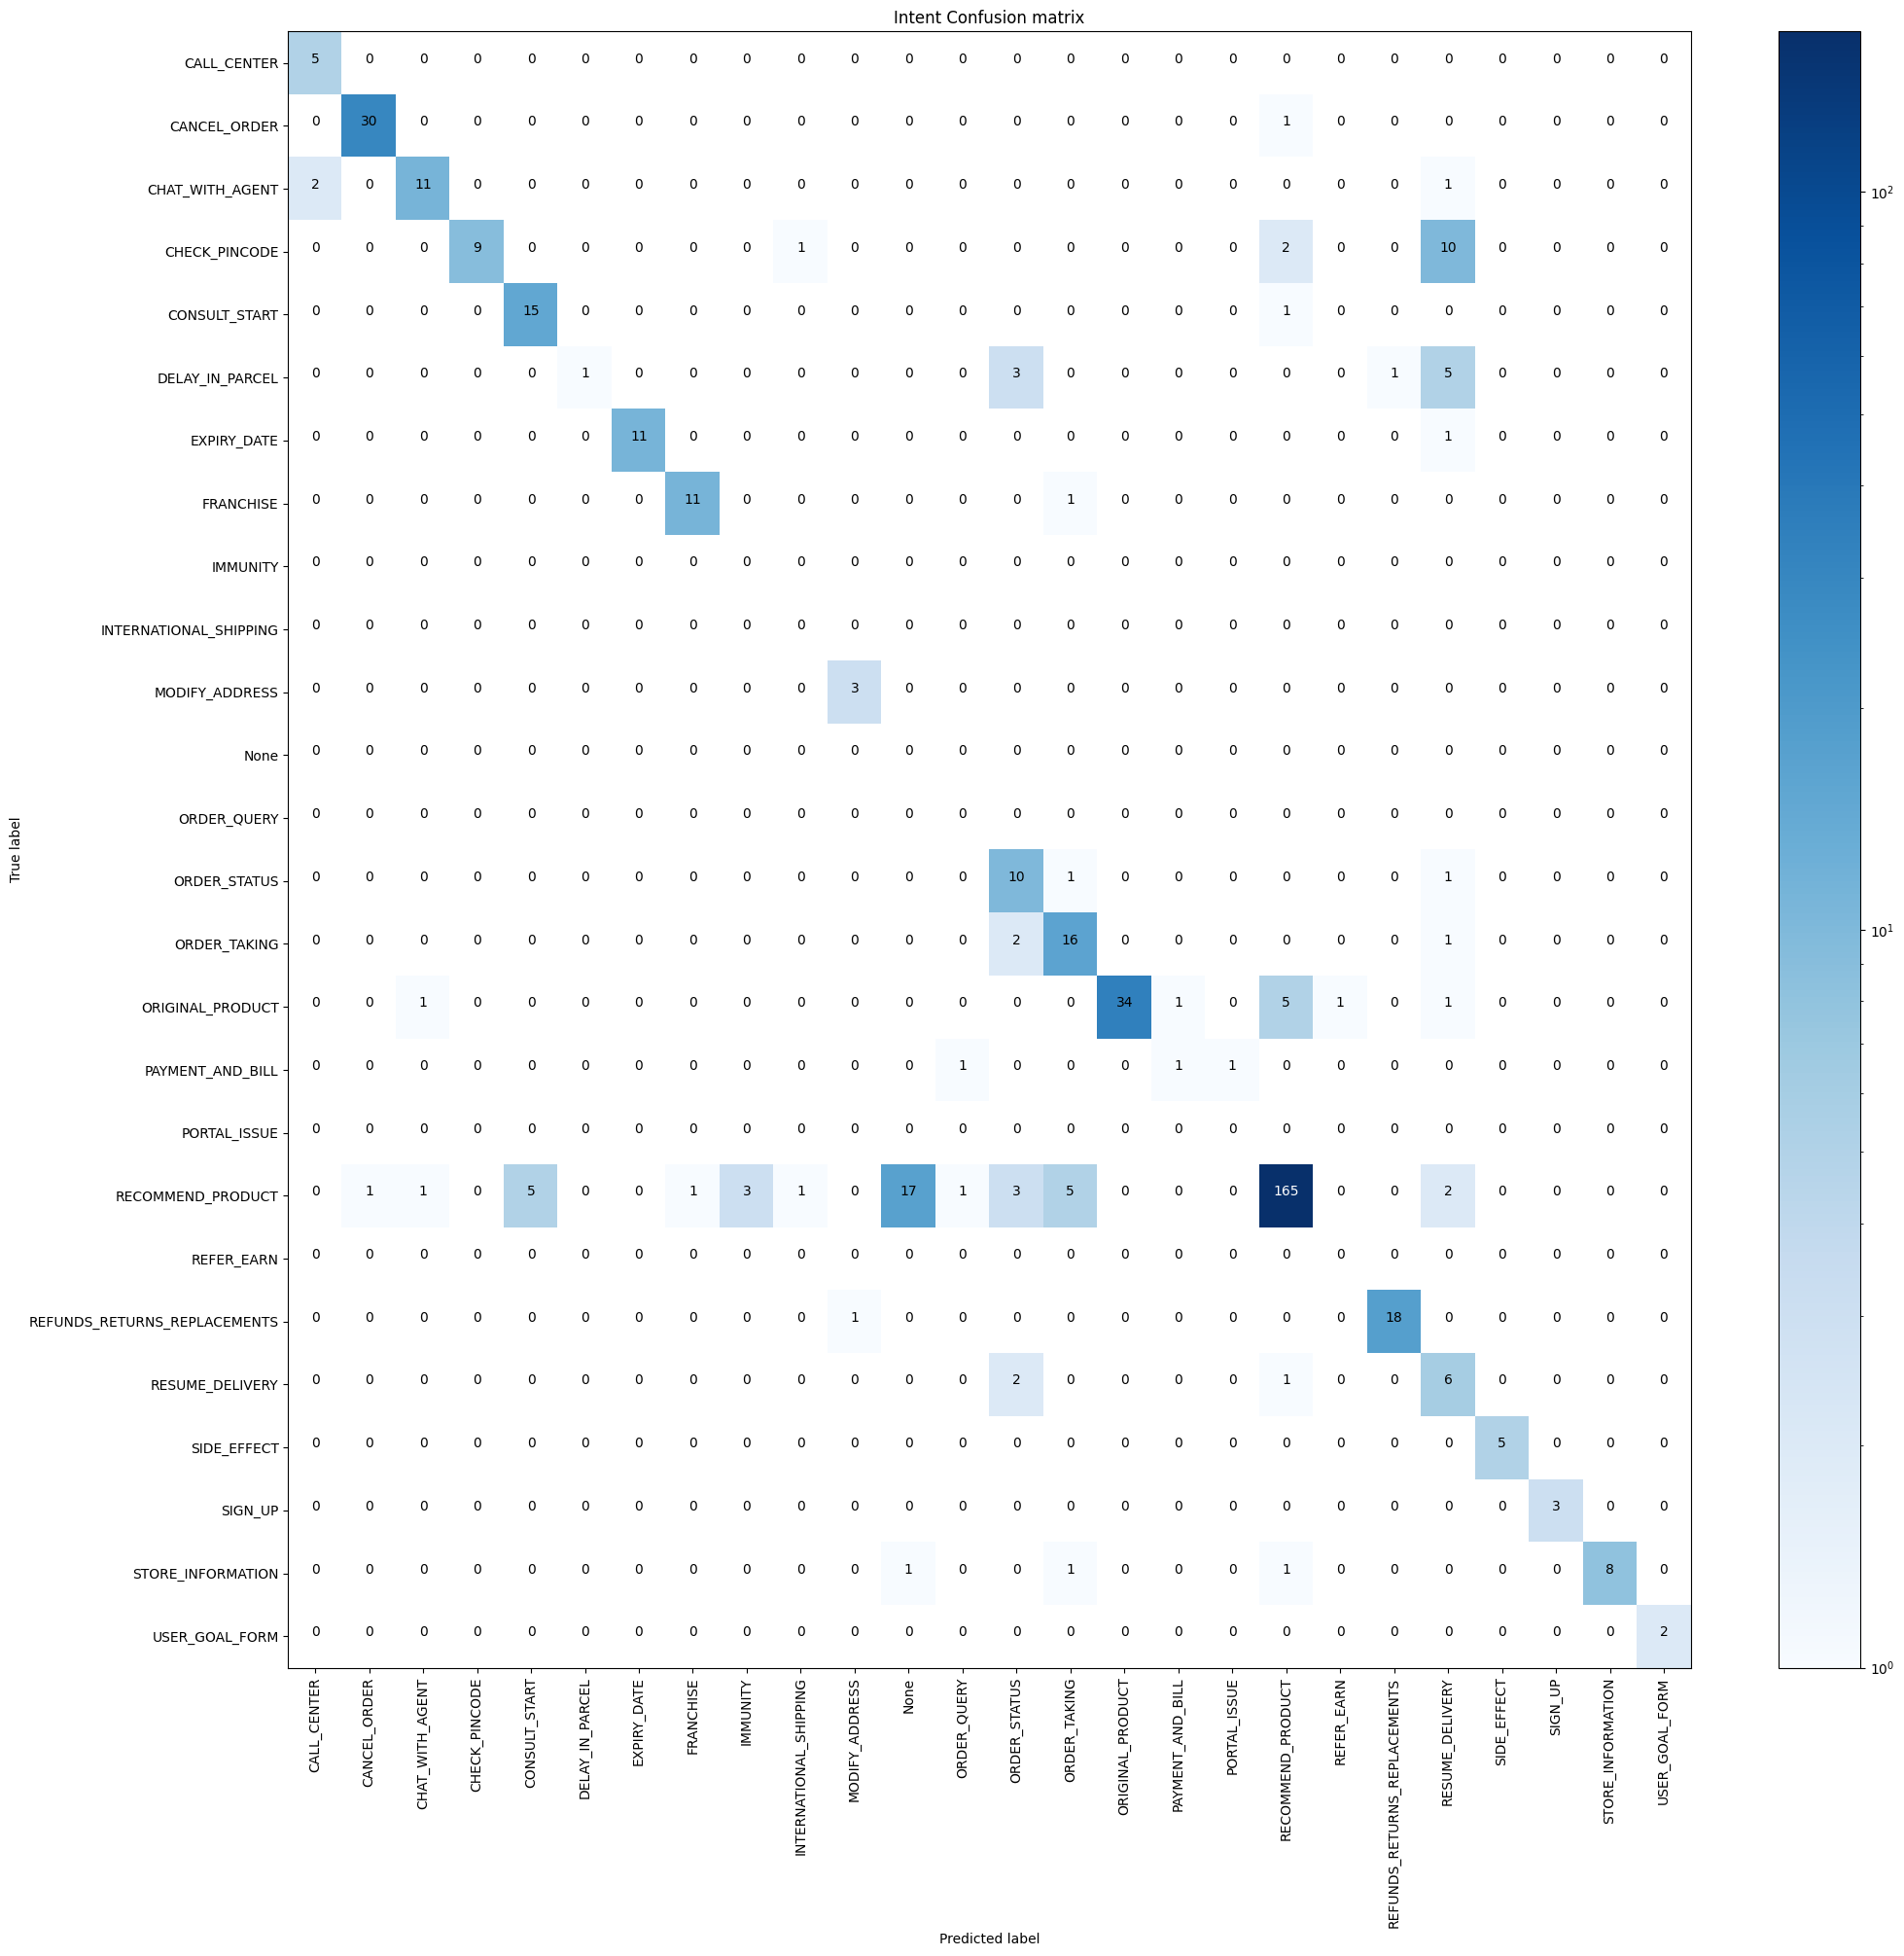 Intent Confusion matrix
CALL_CENTER 5 0 0 0 0 0 0 0 0 0 0 0 0 0 0 0 0 0 0 0 0 0 0 0 0 0
CANCEL_ORDER 0 30 0 0 0 0 0 0 0 0 0 0 0 0 0 0 0 0 1 0 0 0 0 0 0 0
CHAT_WITH_AGENT 2 0 11 0 0 0 0 0 0 0 0 0 0 0 0 0 0 0 0 0 0 1 0 0 0 0
CHECK_PINCODE 0 0 0 9 0 0 0 0 0 1 0 0 0 0 0 0 0 0 2 0 0 10 0 0 0 0
CONSULT_START 0 0 0 0 15 0 0 0 0 0 0 0 0 0 0 0 0 0 1 0 0 0 0 0 0 0
DELAY_IN_PARCEL 0 0 0 0 0 1 0 0 0 0 0 0 0 3 0 0 0 0 0 0 1 5 0 0 0 0
EXPIRY_DATE 0 0 0 0 0 0 11 0 0 0 0 0 0 0 0 0 0 0 0 0 0 1 0 0 0 0
FRANCHISE 0 0 0 0 0 0 0 11 0 0 0 0 0 0 1 0 0 0 0 0 0 0 0 0 0 0
IMMUNITY 0 0 0 0 0 0 0 0 0 0 0 0 0 0 0 0 0 0 0 0 0 0 0 0 0 0
INTERNATIONAL_SHIPPING 0 0 0 0 0 0 0 0 0 0 0 0 0 0 0 0 0 0 0 0 0 0 0 0 0 0
MODIFY_ADDRESS 0 0 0 0 0 0 0 0 0 0 3 0 0 0 0 0 0 0 0 0 0 0 0 0 0 0
None 0 0 0 0 0 0 0 0 0 0 0 0 0 0 0 0 0 0 0 0 0 0 0 0 0 0
ORDER_QUERY 0 0 0 0 0 0 0 0 0 0 0 0 0 0 0 0 0 0 0 0 0 0 0 0 0 0
ORDER_STATUS 0 0 0 0 0 0 0 0 0 0 0 0 0 10 1 0 0 0 0 0 0 1 0 0 0 0
ORDER_TAKING 0 0 0 0 0 0 0 0 0 0 0 0 0 2 16 0 0 0 0 0 0 1 0 0 0 0
ORIGINAL_PRODUCT 0 0 1 0 0 0 0 0 0 0 0 0 0 0 0 34 1 0 5 1 0 1 0 0 0 0
PAYMENT_AND_BILL 0 0 0 0 0 0 0 0 0 0 0 0 1 0 0 0 1 1 0 0 0 0 0 0 0 0
PORTAL_ISSUE 0 0 0 0 0 0 0 0 0 0 0 0 0 0 0 0 0 0 0 0 0 0 0 0 0 0
RECOMMEND_PRODUCT 0 1 1 0 5 0 0 1 3 1 0 17 1 3 5 0 0 0 165 0 0 2 0 0 0 0
REFER_EARN 0 0 0 0 0 0 0 0 0 0 0 0 0 0 0 0 0 0 0 0 0 0 0 0 0 0
REFUNDS_RETURNS_REPLACEMENTS 0 0 0 0 0 0 0 0 0 0 1 0 0 0 0 0 0 0 0 0 18 0 0 0 0 0
RESUME_DELIVERY 0 0 0 0 0 0 0 0 0 0 0 0 0 2 0 0 0 0 1 0 0 6 0 0 0 0
SIDE_EFFECT 0 0 0 0 0 0 0 0 0 0 0 0 0 0 0 0 0 0 0 0 0 0 5 0 0 0
SIGN_UP 0 0 0 0 0 0 0 0 0 0 0 0 0 0 0 0 0 0 0 0 0 0 0 3 0 0
STORE_INFORMATION 0 0 0 0 0 0 0 0 0 0 0 1 0 0 1 0 0 0 1 0 0 0 0 0 8 0
USER_GOAL_FORM 0 0 0 0 0 0 0 0 0 0 0 0 0 0 0 0 0 0 0 0 0 0 0 0 0 2
True label
CALL_CENTER
CANCEL_ORDER
CHAT_WITH_AGENT
CHECK_PINCODE
CONSULT_START
DELAY_IN_PARCEL
EXPIRY_DATE
FRANCHISE
IMMUNITY
INTERNATIONAL_SHIPPING
MODIFY_ADDRESS
None
ORDER_QUERY
ORDER_STATUS
ORDER_TAKING
ORIGINAL_PRODUCT
PAYMENT_AND_BILL
PORTAL_ISSUE
RECOMMEND_PRODUCT
REFER_EARN
REFUNDS_RETURNS_REPLACEMENTS
RESUME_DELIVERY
SIDE_EFFECT
SIGN_UP
STORE_INFORMATION
USER_GOAL_FORM
Predicted label
10²
10¹
10⁰